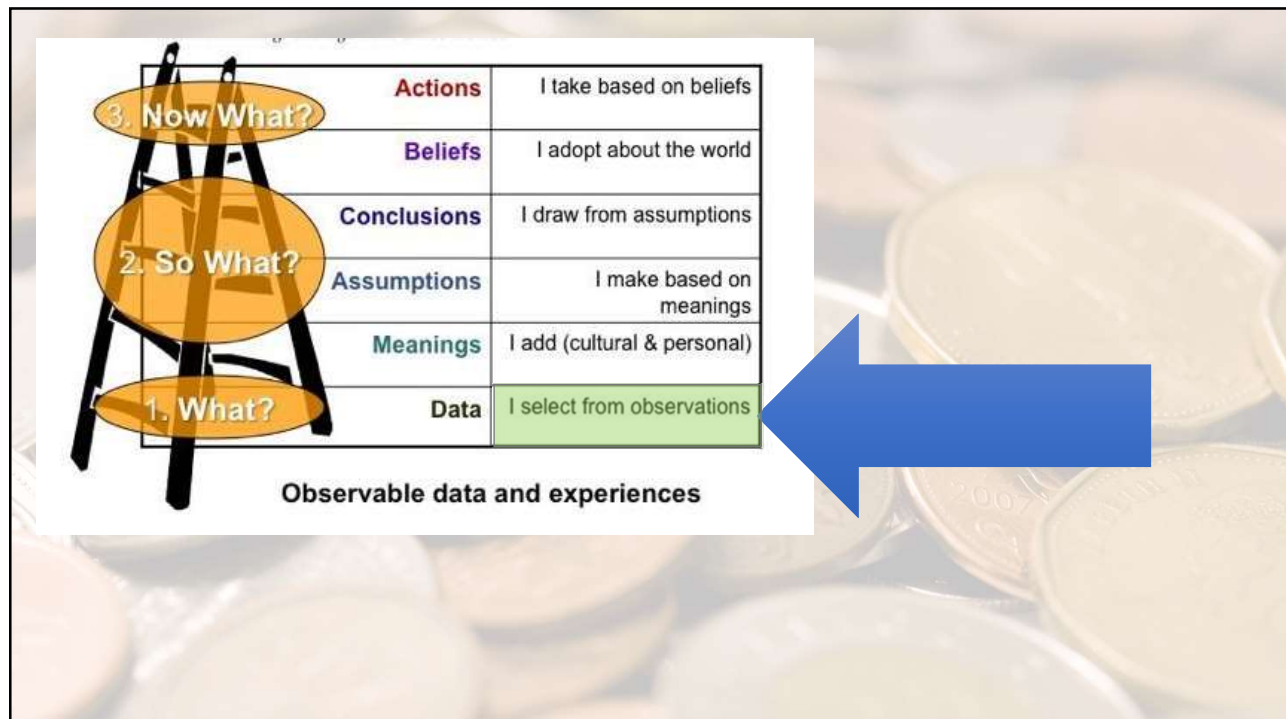 3. Now What?
Actions
I take based on beliefs
Beliefs
I adopt about the world
2. So What?
Conclusions
I draw from assumptions
Assumptions
I make based on
meanings
Meanings
I add (cultural & personal)
1. What?
Data
I select from observations
Observable data and experiences
2007